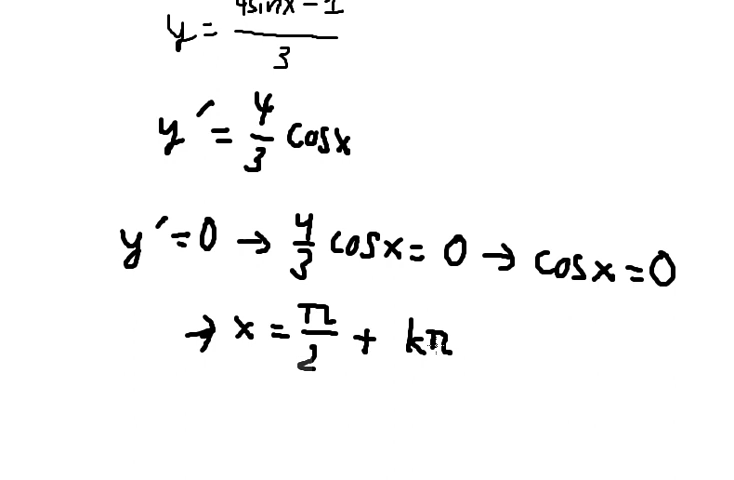 y = (4sinx - 1)/3
y' = 4/3 cosx
y' = 0 → 4/3 cosx = 0 → cosx = 0
→ x = π/2 + kπ